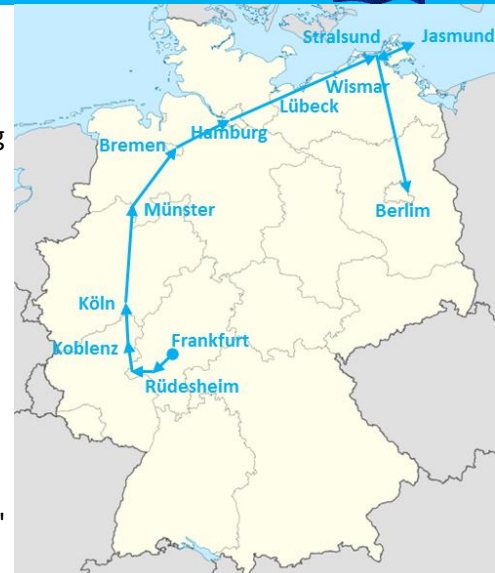 Stralsund
Jasmund
Wismar
Lübeck
Hamburg
Bremen
Münster
Berlim
Köln
Koblenz
Frankfurt
Rüdesheim
g
"